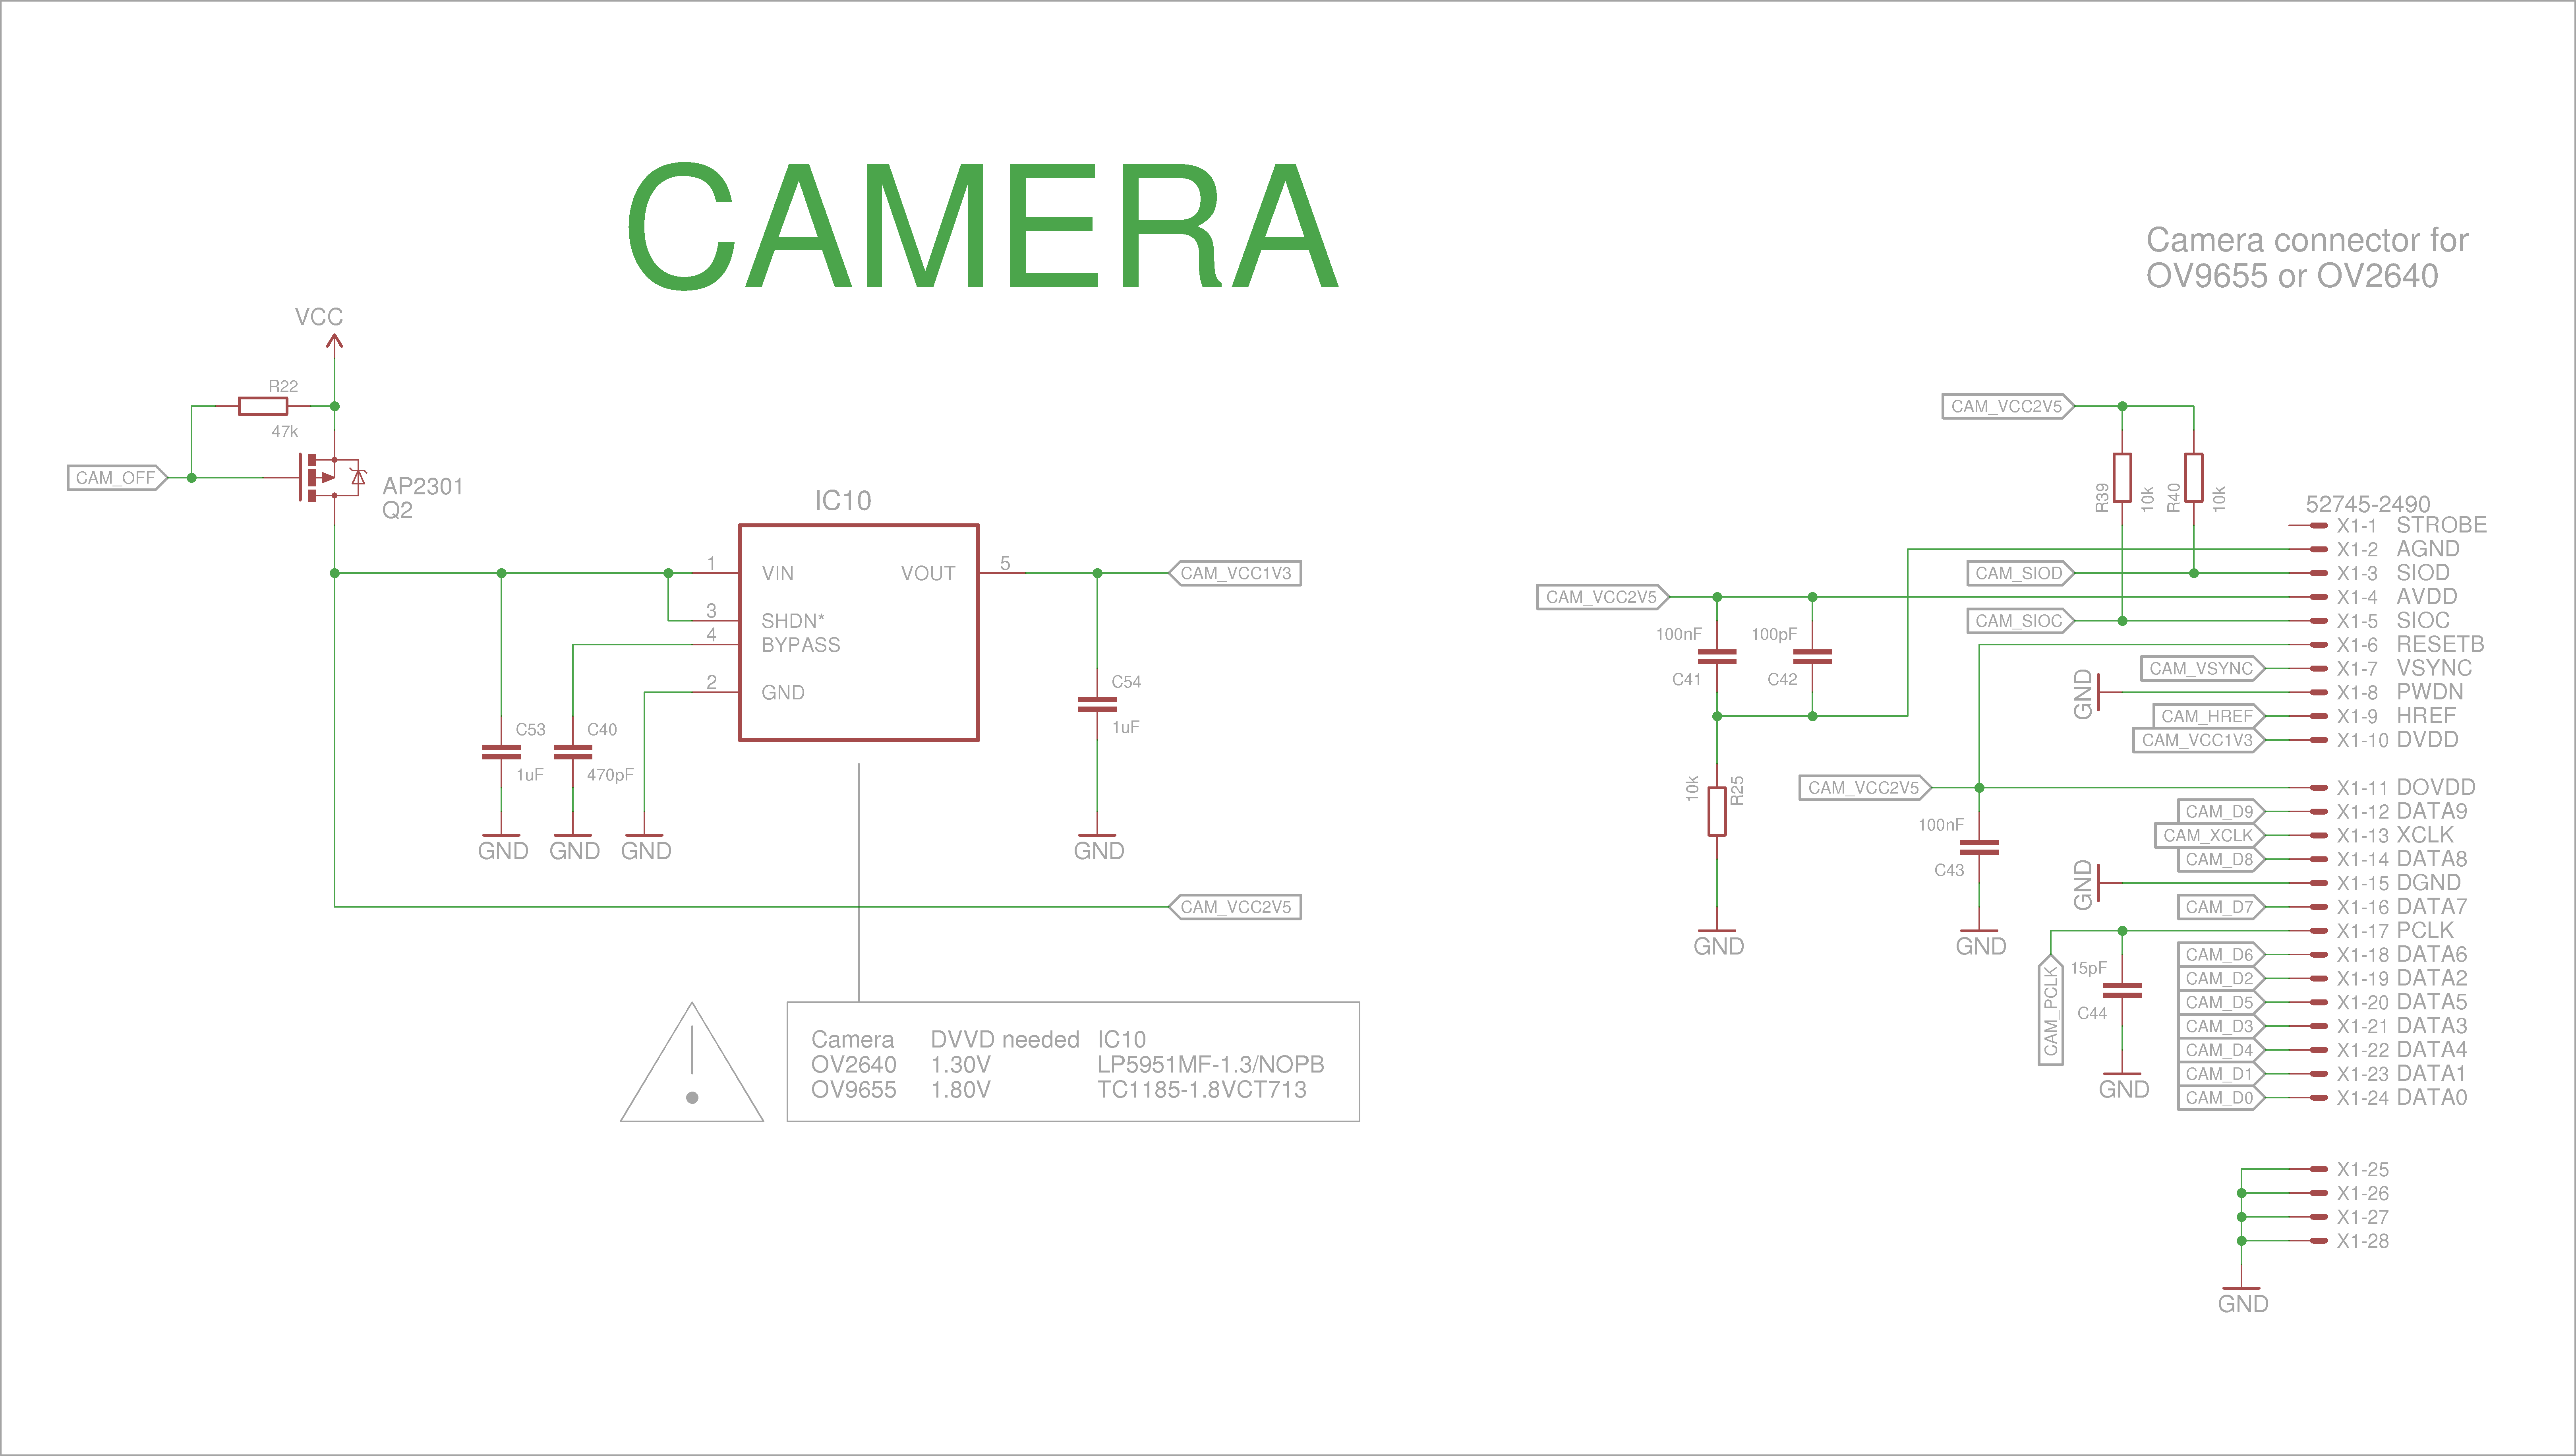 CAMERA
Camera connector for
OV9655 or OV2640
VCC
R22
47k
CAM_OFF
AP2301
Q2
IC10
1
VIN
VOUT
5
CAM_VCC1V3
3
SHDN*
4
BYPASS
2
GND
C53
1uF
C40
470pF
C54
1uF
GND
GND
GND
GND
CAM_VCC2V5
Camera DVVD needed IC10
OV2640 1.30V LP5951MF-1.3/NOPB
OV9655 1.80V TC1185-1.8VCT713
CAM_VCC2V5
R39
10k
R40
10k
CAM_SIOD
CAM_VCC2V5
CAM_SIOC
100nF
C41
100pF
C42
10k
R25
GND
CAM_VCC2V5
100nF
C43
GND
CAM_VSYNC
GND
CAM_HREF
CAM_VCC1V3
CAM_D9
CAM_XCLK
CAM_D8
GND
CAM_D7
CAM_PCLK
15pF
C44
GND
CAM_D6
CAM_D2
CAM_D5
CAM_D3
CAM_D4
CAM_D1
CAM_D0
52745-2490
X1-1 STROBE
X1-2 AGND
X1-3 SIOD
X1-4 AVDD
X1-5 SIOC
X1-6 RESETB
X1-7 VSYNC
X1-8 PWDN
X1-9 HREF
X1-10 DVDD
X1-11 DOVDD
X1-12 DATA9
X1-13 XCLK
X1-14 DATA8
X1-15 DGND
X1-16 DATA7
X1-17 PCLK
X1-18 DATA6
X1-19 DATA2
X1-20 DATA5
X1-21 DATA3
X1-22 DATA4
X1-23 DATA1
X1-24 DATA0
X1-25
X1-26
X1-27
X1-28
GND